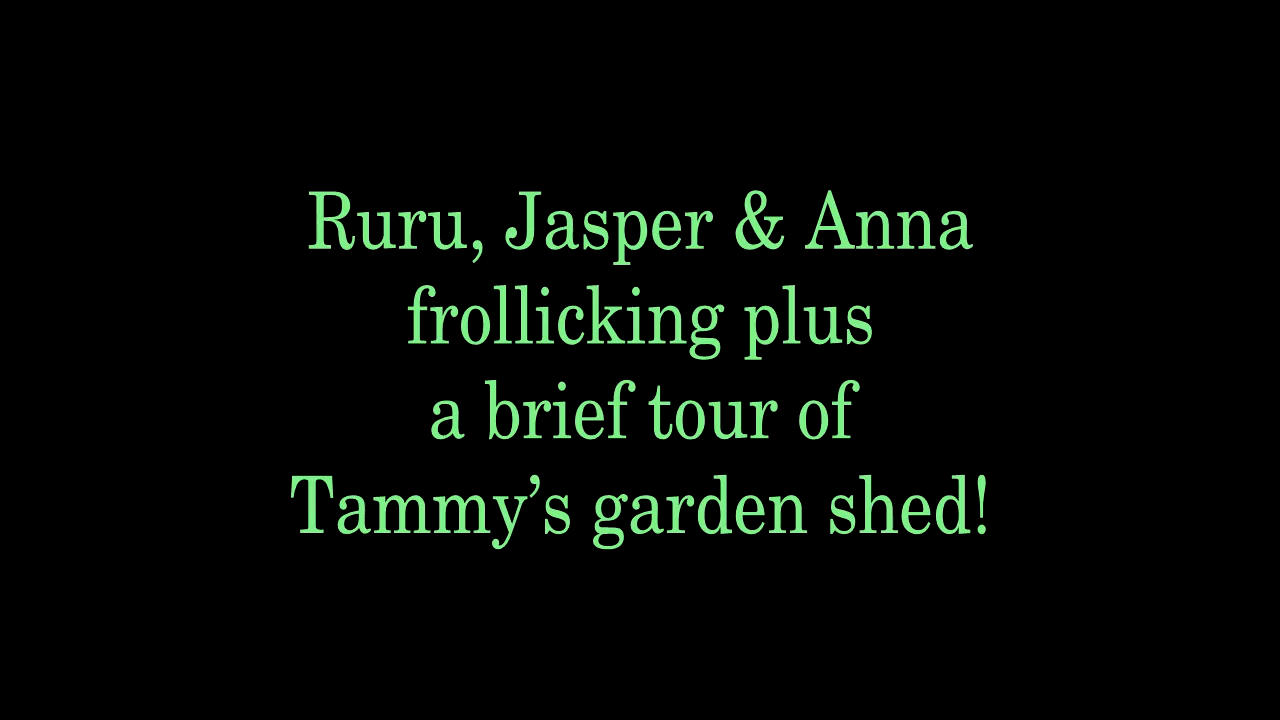 Ruru, Jasper & Anna
frollicking plus
a brief tour of
Tammy’s garden shed!